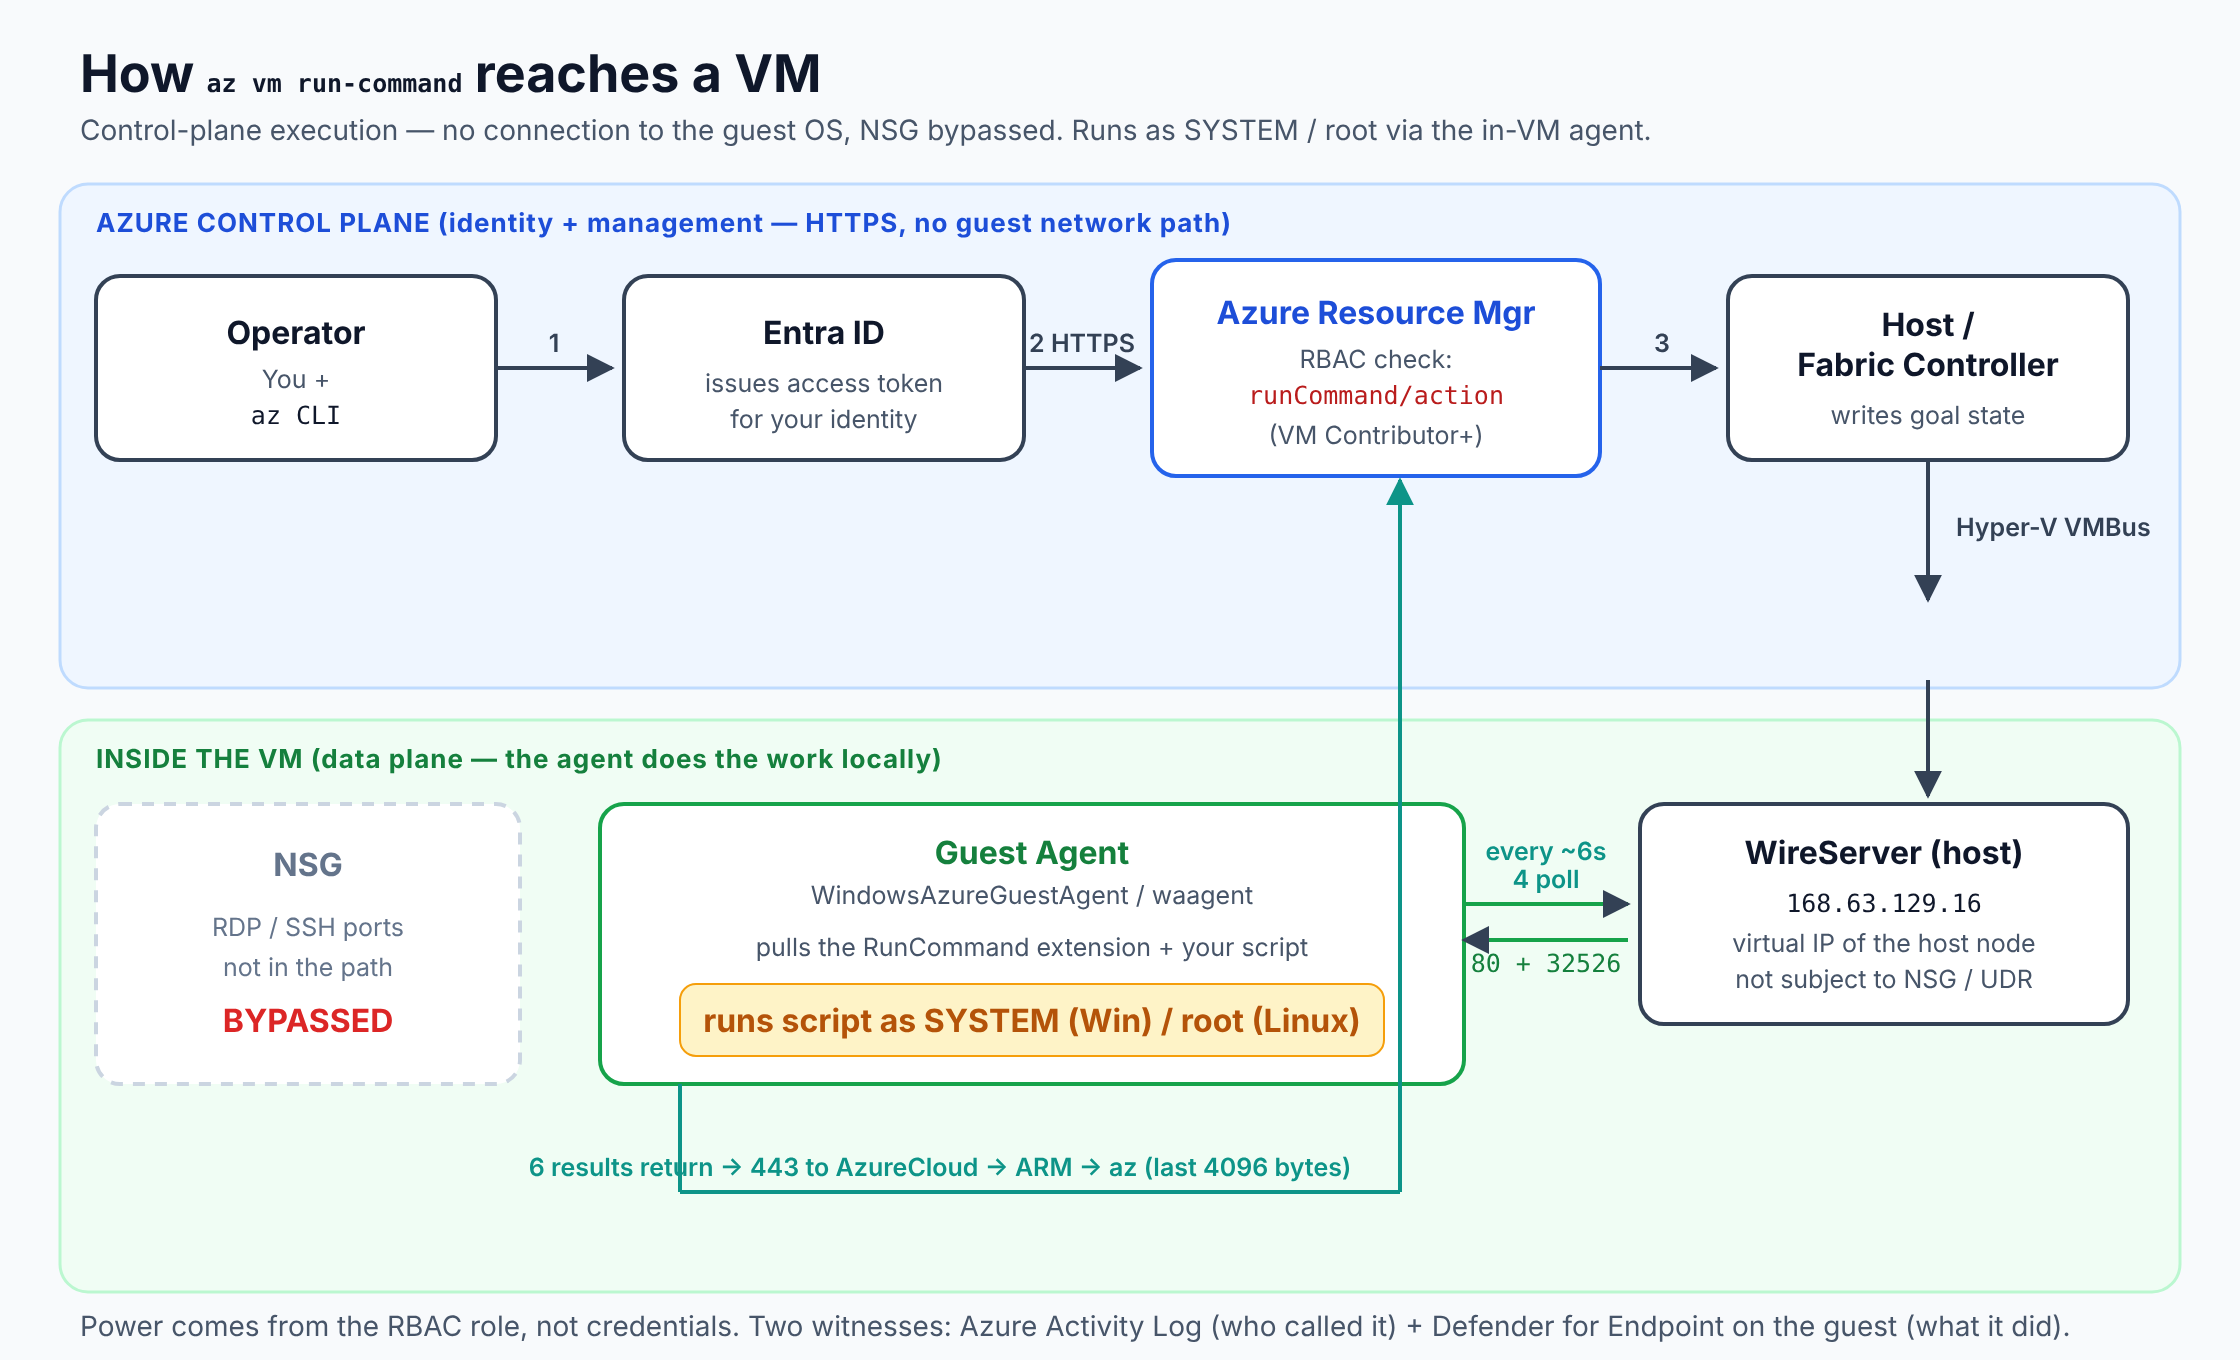 How az vm run-command reaches a VM
Control-plane execution — no connection to the guest OS, NSG bypassed. Runs as SYSTEM / root via the in-VM agent.
AZURE CONTROL PLANE (identity + management — HTTPS, no guest network path)
Operator
You +
az CLI
1
Entra ID
issues access token
for your identity
2 HTTPS
Azure Resource Mgr
RBAC check:
runCommand/action
(VM Contributor+)
3
Host /
Fabric Controller
writes goal state
Hyper-V VMBus
INSIDE THE VM (data plane — the agent does the work locally)
NSG
RDP / SSH ports
not in the path
BYPASSED
Guest Agent
WindowsAzureGuestAgent / waagent
pulls the RunCommand extension + your script
runs script as SYSTEM (Win) / root (Linux)
every ~6s
4 poll
80 + 32526
WireServer (host)
168.63.129.16
virtual IP of the host node
not subject to NSG / UDR
6 results return → 443 to AzureCloud → ARM → az (last 4096 bytes)
Power comes from the RBAC role, not credentials. Two witnesses: Azure Activity Log (who called it) + Defender for Endpoint on the guest (what it did).